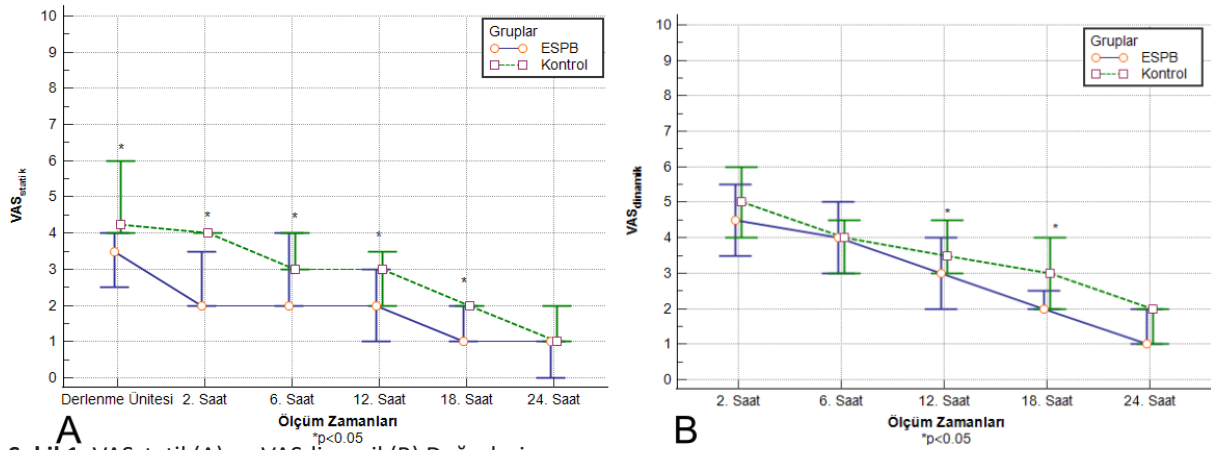 10
9
8
7
6
5
4
3
2
1
0
VASstatik
Gruplar
ESPB
Kontrol
*
*
*
*
*
Derlenme Ünitesi 2. Saat 6. Saat 12. Saat 18. Saat 24. Saat
Ölçüm Zamanları
*p<0.05
A
10
9
8
7
6
5
4
3
2
1
0
VASdinamik
Gruplar
ESPB
Kontrol
*
*
2. Saat 6. Saat 12. Saat 18. Saat 24. Saat
Ölçüm Zamanları
*p<0.05
B